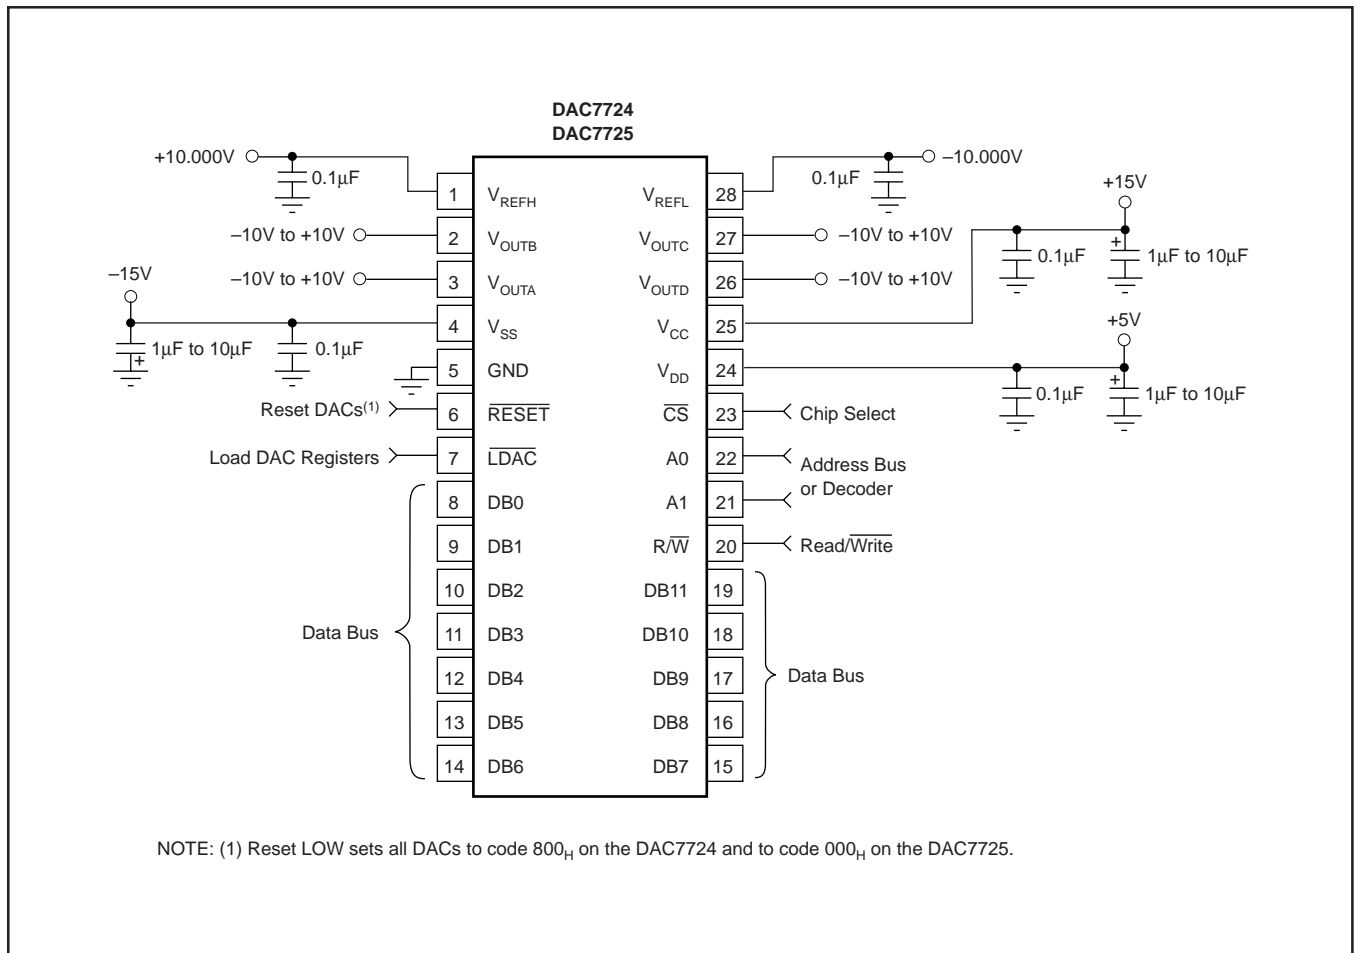 DAC7724
DAC7725
+10.000V
0.1µF
0.1µF
–10.000V
+15V
0.1µF
1µF to 10µF
+
–10V to +10V
–10V to +10V
–10V to +10V
–10V to +10V
–15V
1µF to 10µF
+
0.1µF
+5V
0.1µF
1µF to 10µF
+
1 VREFH VREFL 28
2 VOUTB VOUTC 27
3 VOUTA VOUTD 26
4 VSS VCC 25
5 GND VDD 24
Reset DACs(1) 6 RESET CS 23 Chip Select
Load DAC Registers 7 LDAC A0 22 Address Bus
8 DB0 A1 21 or Decoder
9 DB1 R/W 20 Read/Write
10 DB2 DB11 19
11 DB3 DB10 18
Data Bus
12 DB4 DB9 17
Data Bus
13 DB5 DB8 16
14 DB6 DB7 15
NOTE: (1) Reset LOW sets all DACs to code 800H on the DAC7724 and to code 000H on the DAC7725.